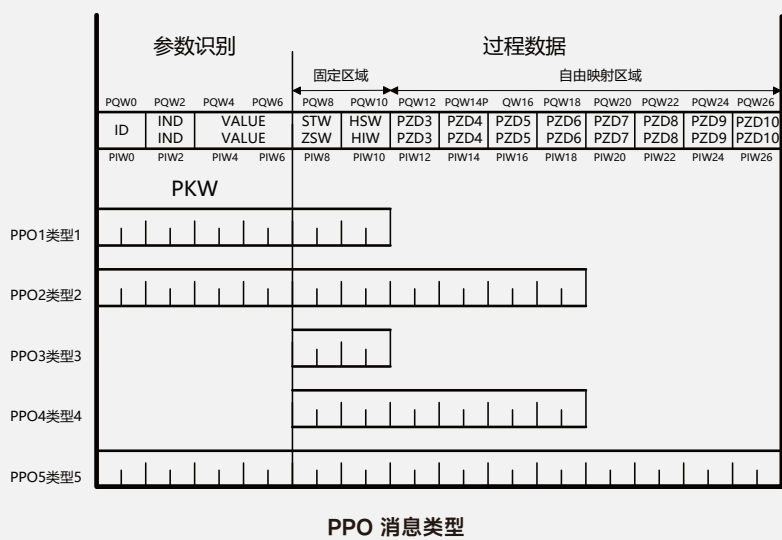 参数识别 过程数据
固定区域 自由映射区域
PQW0 PQW2 PQW4 PQW6 PQW8 PQW10 PQW12 PQW14P QW16 PQW18 PQW20 PQW22 PQW24 PQW26
ID IND VALUE STW HSW PZD3 PZD4 PZD5 PZD6 PZD7 PZD8 PZD9 PZD10
IND VALUE ZSW HIW PZD3 PZD4 PZD5 PZD6 PZD7 PZD8 PZD9 PZD10
PIW0 PIW2 PIW4 PIW6 PIW8 PIW10 PIW12 PIW14 PIW16 PIW18 PIW20 PIW22 PIW24 PIW26
PKW
PPO1类型1
PPO2类型2
PPO3类型3
PPO4类型4
PPO5类型5
PPO 消息类型